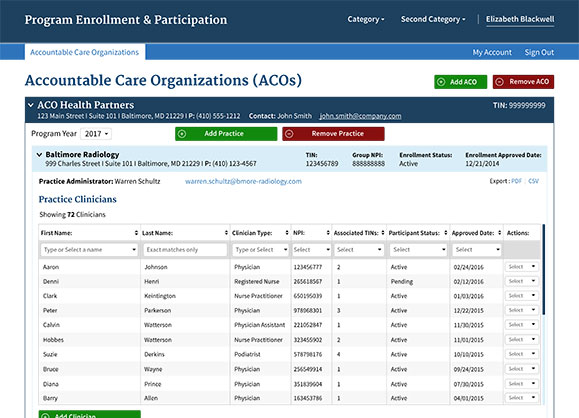 Program Enrollment & Participation
Category Second Category Elizabeth Blackwell
Accountable Care Organizations My Account Sign Out
Accountable Care Organizations (ACOs) Add ACO Remove ACO
ACO Health Partners TIN: 999999999
123 Main Street I Suite 101 I Baltimore, MD 21229 I P: (410) 555-1212 Contact: John Smith john.smith@company.com
Program Year 2017 Add Practice Remove Practice
Baltimore Radiology TIN: Group NPI: Enrollment Status: Enrollment Approved Date:
999 Charles Street I Suite 101 I Baltimore, MD 21229 I P: (410) 123-4567 123456789 888888888 Active 12/21/2014
Practice Administrator: Warren Schultz warren.schultz@bmore-radiology.com Export: PDF CSV
Practice Clinicians
Showing 72 Clinicians
First Name: Last Name: Clinician Type: NPI: Associated TINs: Participant Status: Approved Date: Actions:
Type or Select a name Exact matches only Type or Select Select Select Select Select
Aaron Johnson Physician 123456777 2 Active 02/24/2016 Select
Denni Henri Registered Nurse 265618567 1 Pending 02/12/2016 Select
Clark Keintington Nurse Practitioner 650195039 1 Active 01/03/2016 Select
Peter Parkerson Physician 978968301 3 Active 12/22/2015 Select
Calvin Watterson Physician Assistant 221052847 1 Active 11/30/2015 Select
Hobbes Watterson Nurse Practitioner 323455902 2 Active 11/01/2015 Select
Suzie Derkins Podiatrist 578798176 4 Active 10/10/2015 Select
Bruce Wayne Physician 256549914 1 Active 09/24/2015 Select
Diana Prince Physician 351839604 1 Active 07/30/2015 Select
Barry Allen Physician 163453786 1 Active 04/01/2015 Select
Add Clinician